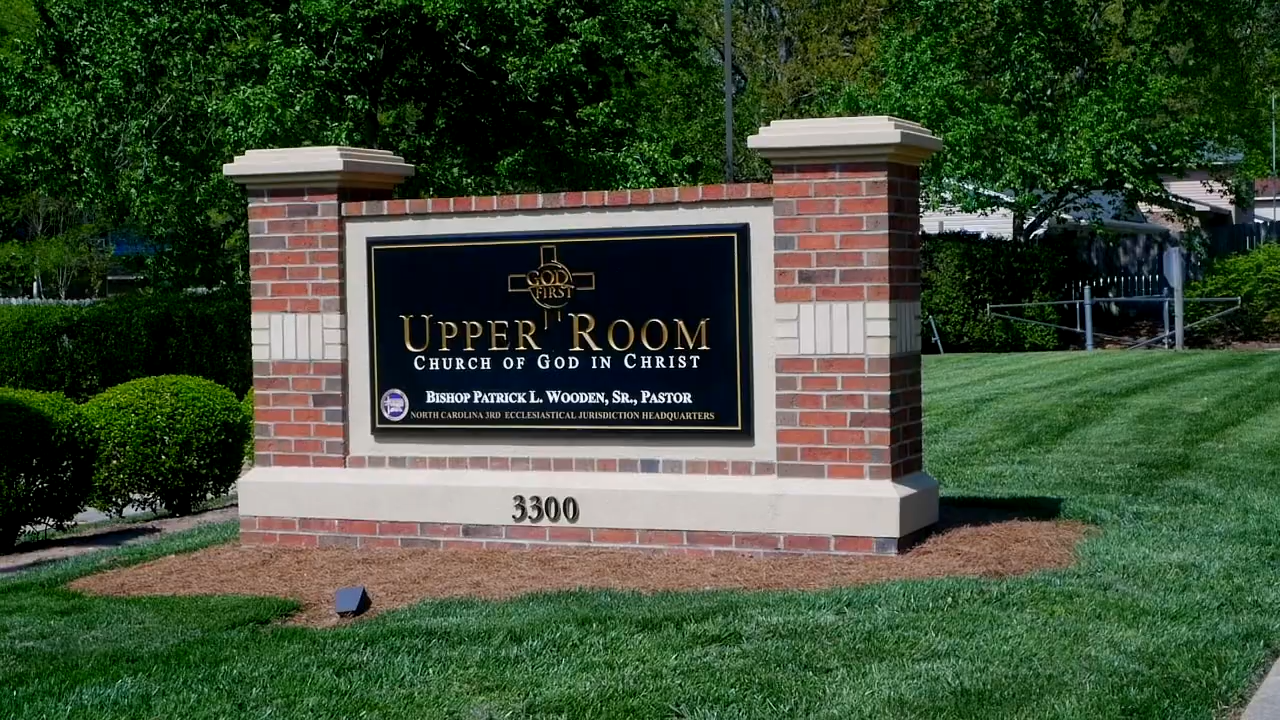 GOD
FIRST
UPPER ROOM
CHURCH OF GOD IN CHRIST
BISHOP PATRICK L. WOODEN, SR., PASTOR
NORTH CAROLINA 3RD ECCLESIASTICAL JURISDICTION HEADQUARTERS
3300